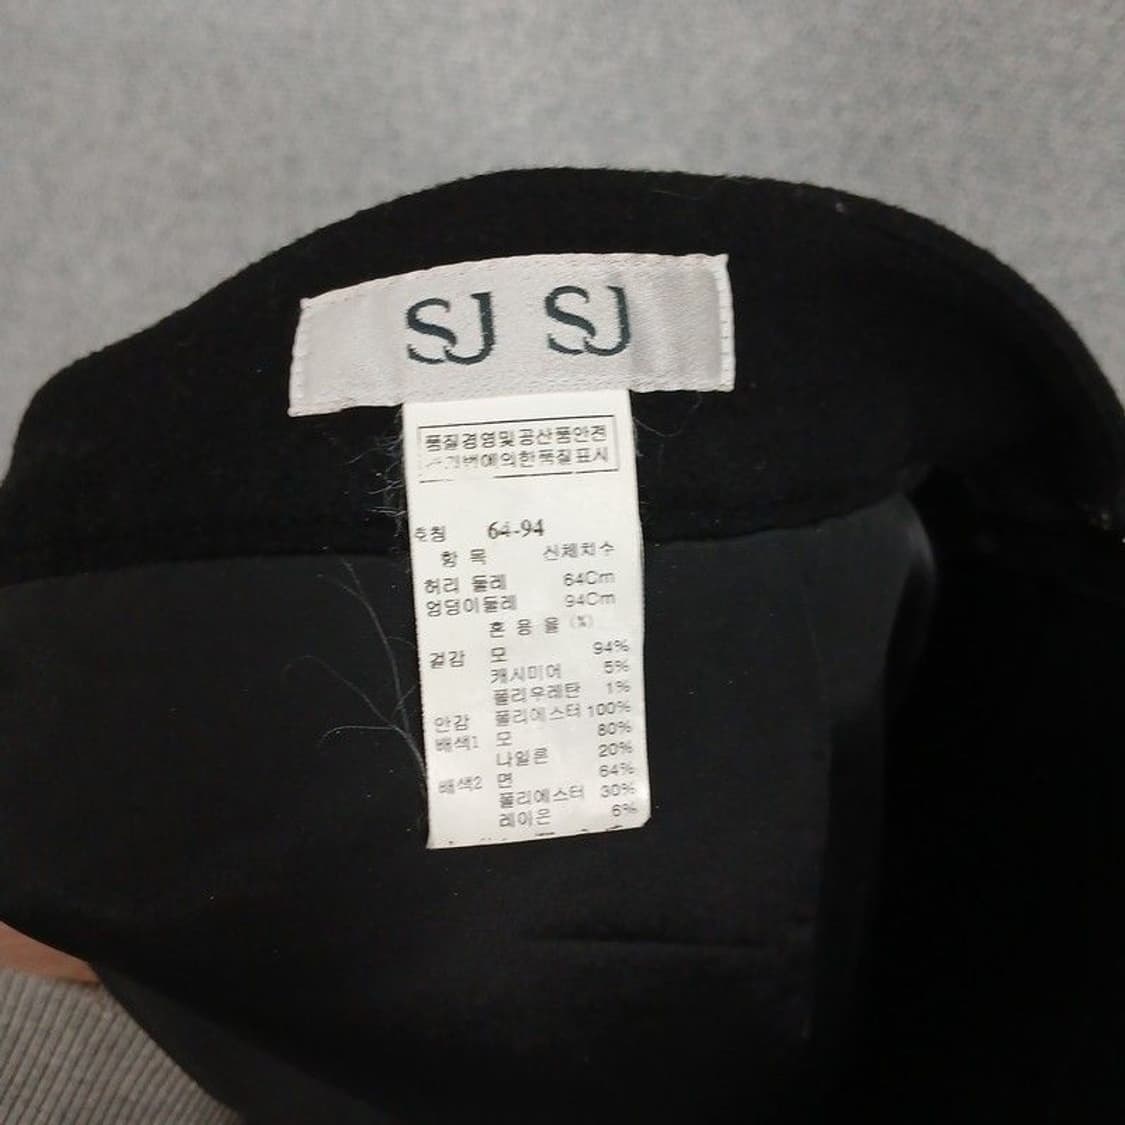 SJ SJ
품질경영및공산품안전
관리법에의한품질표시
호칭 64-94
항 목 신체치수
허리 둘레 64Cm
엉덩이둘레 94Cm
혼 용 율 (%)
겉감 모 94%
캐시미어 5%
폴리우레탄 1%
안감 폴리에스터 100%
배색1 모 80%
나일론 20%
배색2 면 64%
폴리에스터 30%
레이온 6%